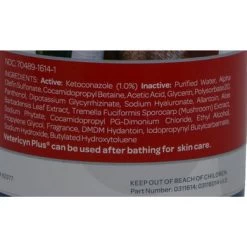 NDC 70489-1614-1
INGREDIENTS: Active: Ketoconazole (1.0%) Inactive: Purified Water, Alpha
Olefin Sulfonate, Cocamidopropyl Betaine, Acetic Acid, Glycerin, Polysorbate 20,
Panthenol, Dipotassium Glycyrrhizinate, Sodium Hyaluronate, Allantoin, Aloe
Barbadensis Leaf Extract, Tremella Fuciformis Sporocarp (Mushroom) Extract,
Sodium Phytate, Cocamidopropyl PG-Dimonium Chloride, Ethyl Alcohol,
Propylene Glycol, Fragrance, DMDM Hydantoin, Iodopropynyl Butylcarbamate,
Sodium Hydroxide, Butylated Hydroxytoluene
Vetericyn Plus® can be used after bathing for skin care.
KEEP OUT OF REACH OF CHILDREN
Part Number: 0311614;